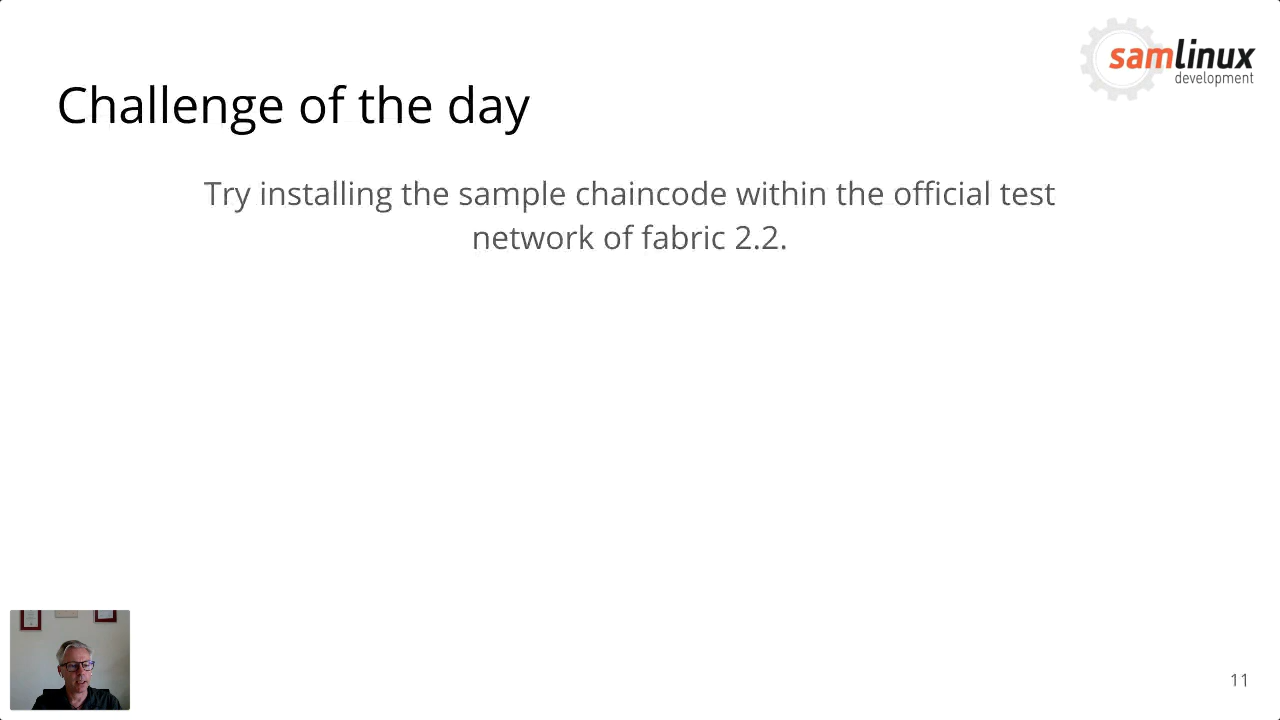 samlinux
development
Challenge of the day
Try installing the sample chaincode within the official test
network of fabric 2.2.
11